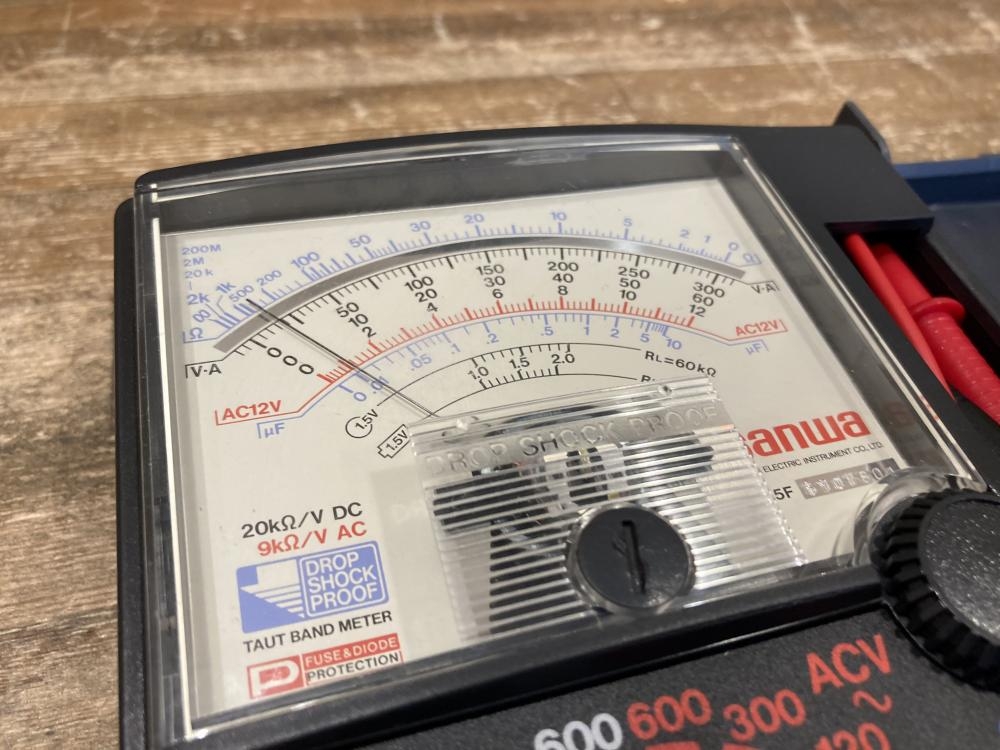 200M
2M
20k
2k 1k 500 200 100 50 30 20 10 5 2 1 0
Ω
Ω
V·A
0 50 100 150 200 250 300
0 10 20 30 40 50 60
2 4 6 8 10 12
V·A
AC12V
AC12V
μF
0 .01 .05 .1 .2 .5 1 2 5 10
μF
1.5V
1.0 1.5 2.0
RL=60kΩ
1.5V
DROP SHOCK PROOF
anwa
ELECTRIC INSTRUMENT CO., LTD.
5F
20kΩ/V DC
9kΩ/V AC
DROP
SHOCK
PROOF
TAUT BAND METER
FUSE&DIODE
PROTECTION
ACV
600 600 300
120